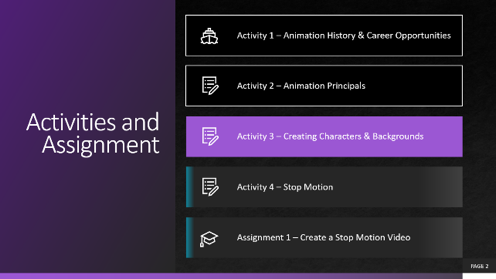 Activities and
Assignment
Activity 1 – Animation History & Career Opportunities
Activity 2 – Animation Principals
Activity 3 – Creating Characters & Backgrounds
Activity 4 – Stop Motion
Assignment 1 – Create a Stop Motion Video
PAGE 2